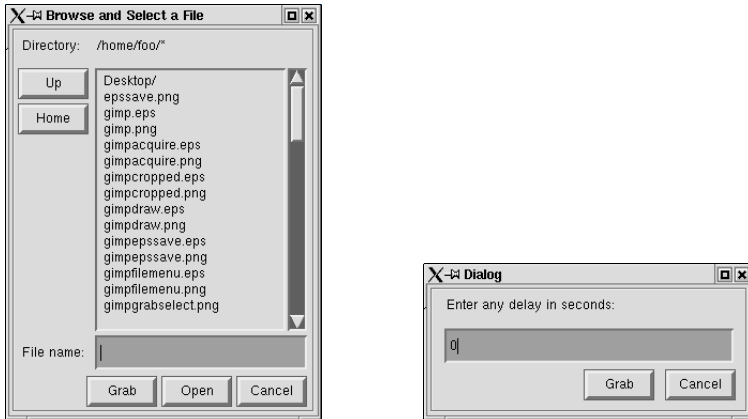 Browse and Select a File
Directory: /home/foo/*
Up
Home
Desktop/
epssave.png
gimp.eps
gimp.png
gimpacquire.eps
gimpacquire.png
gimpcropped.eps
gimpcropped.png
gimpdraw.eps
gimpdraw.png
gimpepssave.eps
gimpepssave.png
gimpfilemenu.eps
gimpfilemenu.png
gimpgrabselect.png
File name:
Grab Open Cancel
Dialog
Enter any delay in seconds:
0
Grab Cancel